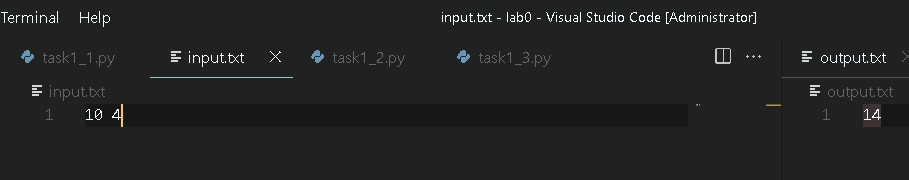 Terminal Help input.txt - lab0 - Visual Studio Code [Administrator]
task1_1.py input.txt task1_2.py task1_3.py output.txt
input.txt output.txt
1 10 4 1 14